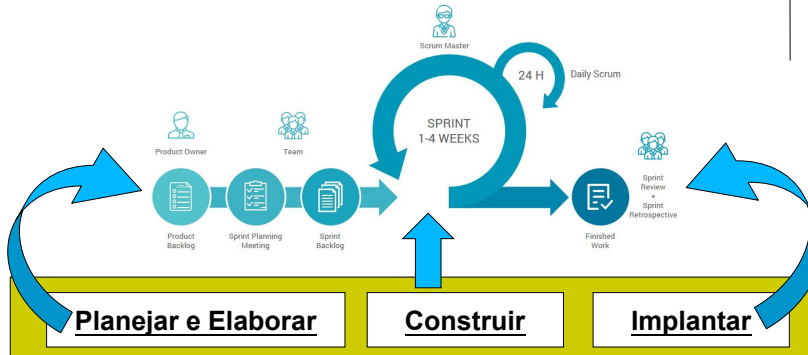 Scrum Master
24 H
Daily Scrum
SPRINT
1-4 WEEKS
Product Owner
Team
Product
Backlog
Sprint Planning
Meeting
Sprint
Backlog
Finished
Work
Sprint
Review
+
Sprint
Retrospective
Planejar e Elaborar
Construir
Implantar